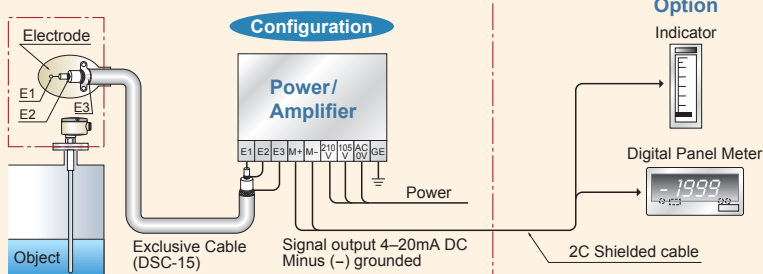 Configuration
Option
Electrode
E1
E2
E3
Power/
Amplifier
E1 E2 E3 M+ M- 210 V 105 V AC 0V GE
Indicator
Digital Panel Meter
-1999
Power
Object
Exclusive Cable
(DSC-15)
Signal output 4–20mA DC
Minus (−) grounded
2C Shielded cable